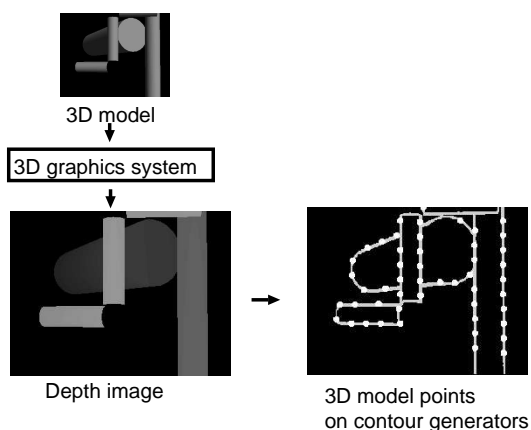 3D model
3D graphics system
Depth image
3D model points
on contour generators